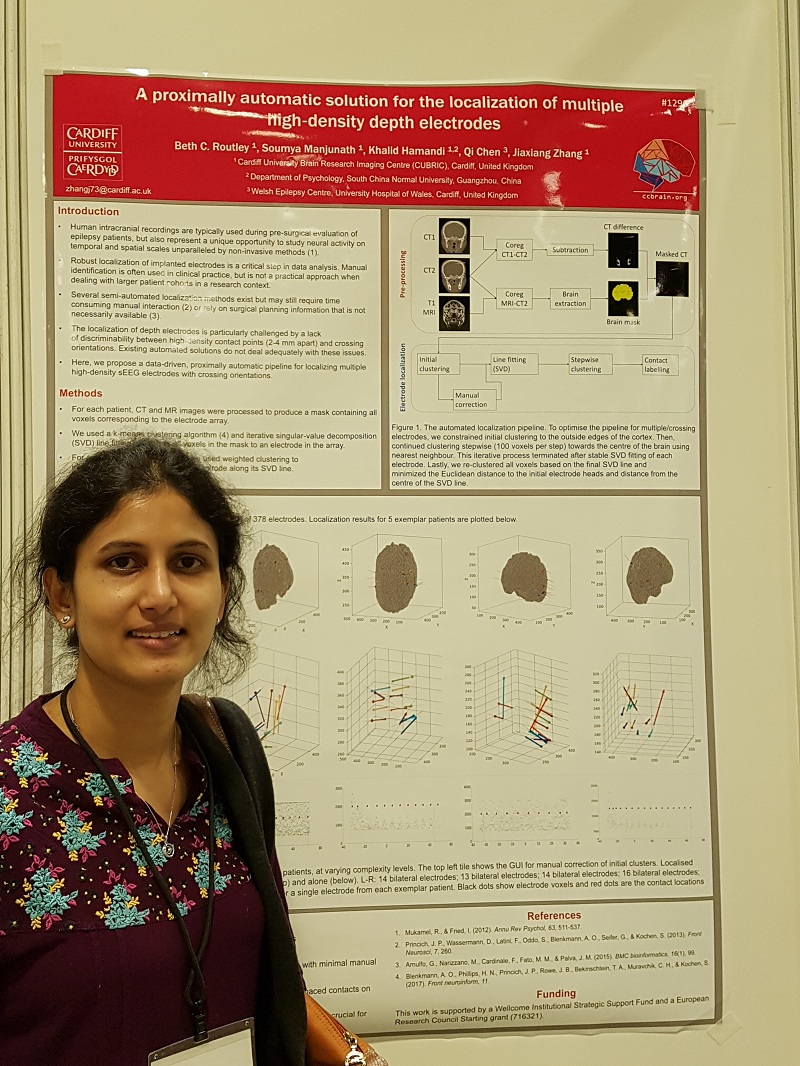 A proximally automatic solution for the localization of multiple
high-density depth electrodes
#129
CARDIFF
UNIVERSITY
PRIFYSGOL
CAERDYDD
Beth C. Routley ¹, Soumya Manjunath ¹, Khalid Hamandi ¹,², Qi Chen ³, Jiaxiang Zhang ¹
¹ Cardiff University Brain Research Imaging Centre (CUBRIC), Cardiff, United Kingdom
² Department of Psychology, South China Normal University, Guangzhou, China
³ Welsh Epilepsy Centre, University Hospital of Wales, Cardiff, United Kingdom
zhangj73@cardiff.ac.uk
ccbrain.org
Introduction
• Human intracranial recordings are typically used during pre-surgical evaluation of
epilepsy patients, but also represent a unique opportunity to study neural activity on
temporal and spatial scales unparalleled by non-invasive methods (1).
• Robust localization of implanted electrodes is a critical step in data analysis. Manual
identification is often used in clinical practice, but is not a practical approach when
dealing with larger patient cohorts in a research context.
• Several semi-automated localization methods exist but may still require time
consuming manual interaction (2) or rely on surgical planning information that is not
necessarily available (3).
• The localization of depth electrodes is particularly challenged by a lack
of discriminability between high-density contact points (2-4 mm apart) and crossing
orientations. Existing automated solutions do not deal adequately with these issues.
• Here, we propose a data-driven, proximally automatic pipeline for localizing multiple
high-density sEEG electrodes with crossing orientations.
Methods
• For each patient, CT and MR images were processed to produce a mask containing all
voxels corresponding to the electrode array.
• We used a k-means clustering algorithm (4) and iterative singular-value decomposition
(SVD) line voxels in the mask to an electrode in the array.
• For used weighted clustering to
along its SVD line.
Pre-processing
CT1
CT2
T1
MRI
Coreg
CT1-CT2
Coreg
MRI-CT2
Subtraction
Brain
extraction
CT difference
Brain mask
Masked CT
Electrode localization
Initial
clustering
Line fitting
(SVD)
Stepwise
clustering
Contact
labelling
Manual
correction
Figure 1. The automated localization pipeline. To optimise the pipeline for multiple/crossing
electrodes, we constrained initial clustering to the outside edges of the cortex. Then,
continued clustering stepwise (100 voxels per step) towards the centre of the brain using
nearest neighbour. This iterative process terminated after stable SVD fitting of each
electrode. Lastly, we re-clustered all voxels based on the final SVD line and
minimized the Euclidean distance to the initial electrode heads and distance from the
centre of the SVD line.
378 electrodes. Localization results for 5 exemplar patients are plotted below.
patients, at varying complexity levels. The top left tile shows the GUI for manual correction of initial clusters. Localised
and alone (below). L-R: 14 bilateral electrodes; 13 bilateral electrodes; 14 bilateral electrodes; 16 bilateral electrodes;
a single electrode from each exemplar patient. Black dots show electrode voxels and red dots are the contact locations
with minimal manual
contacts on
crucial for
References
1. Mukamel, R., & Fried, I. (2012). Annu Rev Psychol, 63, 511-537.
2. Princich, J. P., Wassermann, D., Latini, F., Oddo, S., Blenkmann, A. O., Seifer, G., & Kochen, S. (2013). Front
Neurosci, 7, 260.
3. Arnulfo, G., Narizzano, M., Cardinale, F., Fato, M. M., & Palva, J. M. (2015). BMC bioinformatics, 16(1), 99.
4. Blenkmann, A. O., Phillips, H. N., Princich, J. P., Rowe, J. B., Bekinschtein, T. A., Muravchik, C. H., & Kochen, S.
(2017). Front neuroinform, 11.
Funding
This work is supported by a Wellcome Institutional Strategic Support Fund and a European
Research Council Starting grant (716321).